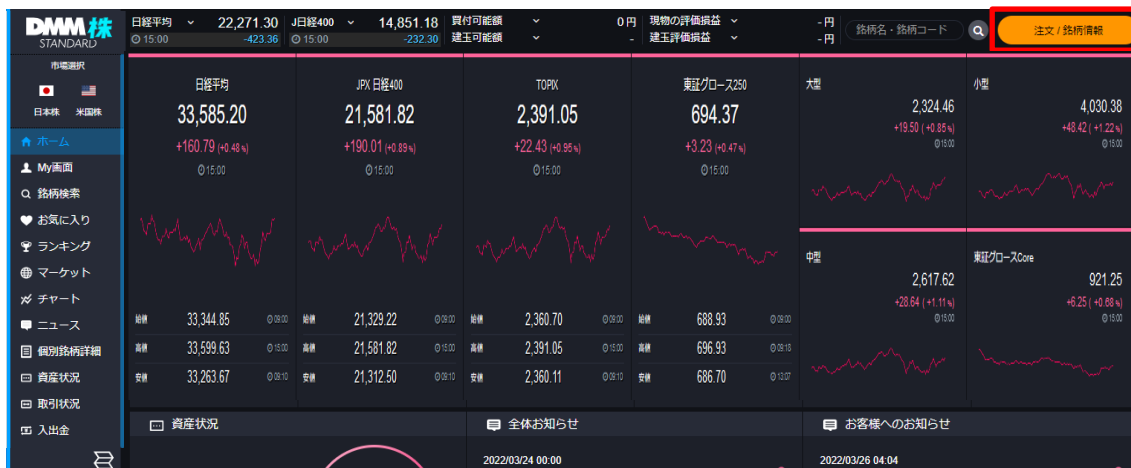 DMM 株
STANDARD
市場選択
日本株 米国株
ホーム
My画面
銘柄検索
お気に入り
ランキング
マーケット
チャート
ニュース
個別銘柄詳細
資産状況
取引状況
入出金
日経平均 22,271.30 J日経400 14,851.18 買付可能額 0円 現物の評価損益 -円 銘柄名・銘柄コード 注文 / 銘柄情報
15:00 -423.36 15:00 -232.30 建玉可能額 - 建玉評価損益 -円
日経平均
33,585.20
+160.79 (+0.48 %)
15:00
始値 33,344.85 09:00
高値 33,599.63 15:00
安値 33,263.67 09:10
JPX 日経400
21,581.82
+190.01 (+0.89 %)
15:00
始値 21,329.22 09:00
高値 21,581.82 15:00
安値 21,312.50 09:10
TOPIX
2,391.05
+22.43 (+0.95 %)
15:00
始値 2,360.70 09:00
高値 2,391.05 15:00
安値 2,360.11 09:10
東証グロース250
694.37
+3.23 (+0.47 %)
15:00
始値 688.93 09:00
高値 696.93 09:18
安値 686.70 13:07
大型
2,324.46
+19.50 ( +0.85 %)
15:00
小型
4,030.38
+48.42 ( +1.22 %)
15:00
中型
2,617.62
+28.64 ( +1.11 %)
15:00
東証グロースCore
921.25
+6.25 ( +0.68 %)
15:00
資産状況
全体お知らせ
2022/03/24 00:00
お客様へのお知らせ
2022/03/26 04:04